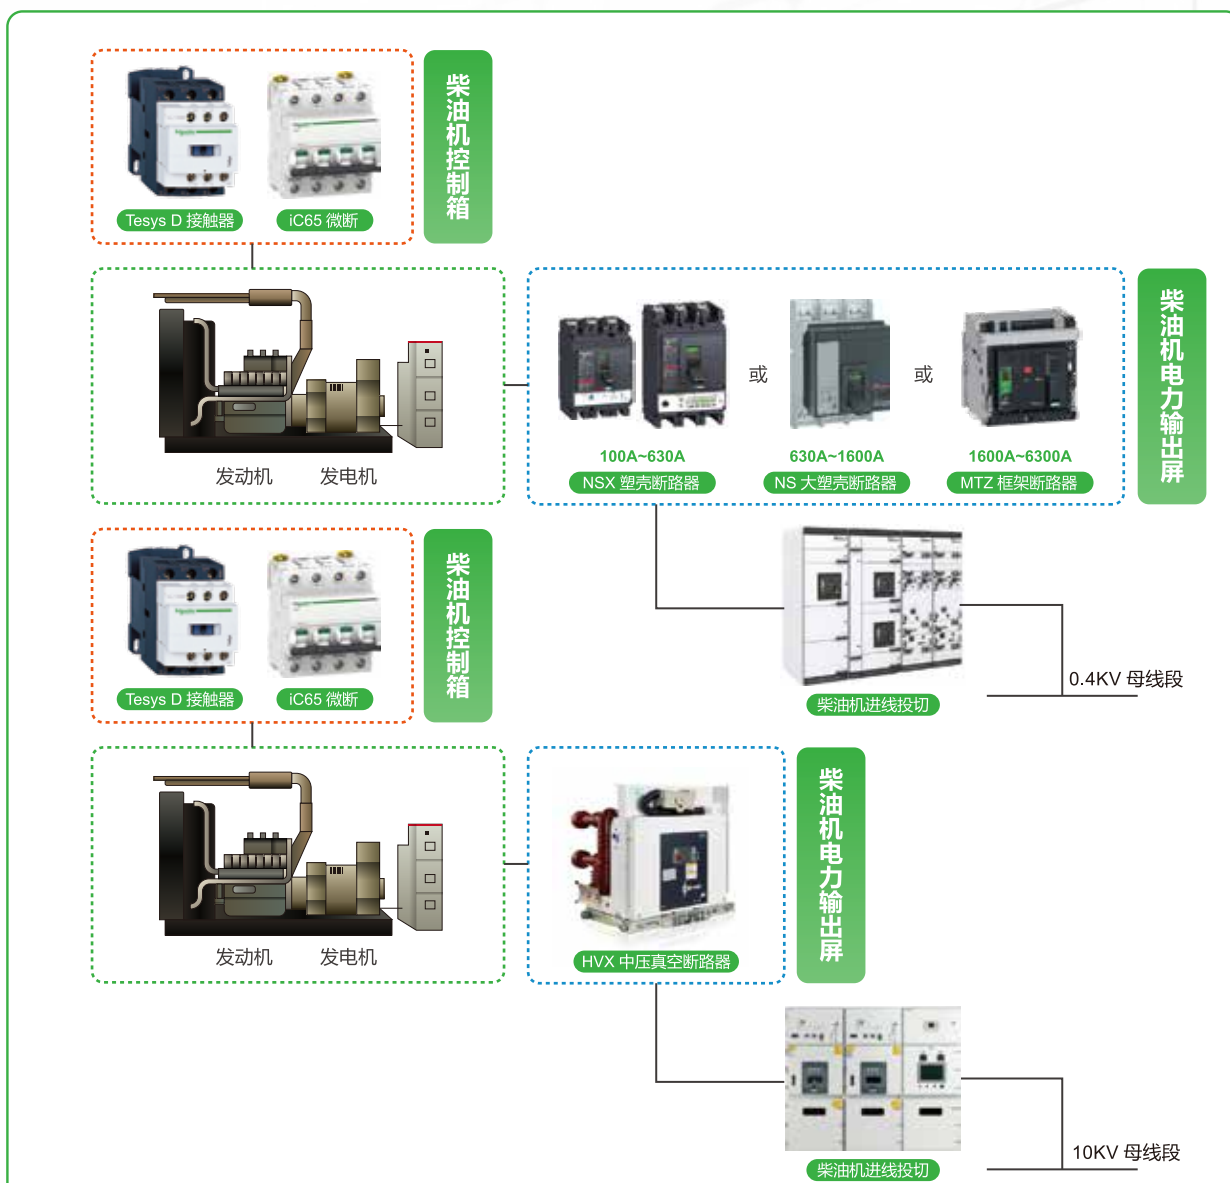 柴油机控制箱
Tesys D 接触器
iC65 微断
发动机
发电机
柴油机电力输出屏
或
或
100A~630A
630A~1600A
1600A~6300A
NSX 塑壳断路器
NS 大塑壳断路器
MTZ 框架断路器
柴油机控制箱
Tesys D 接触器
iC65 微断
0.4KV 母线段
柴油机进线投切
发动机
发电机
柴油机电力输出屏
HVX 中压真空断路器
10KV 母线段
柴油机进线投切